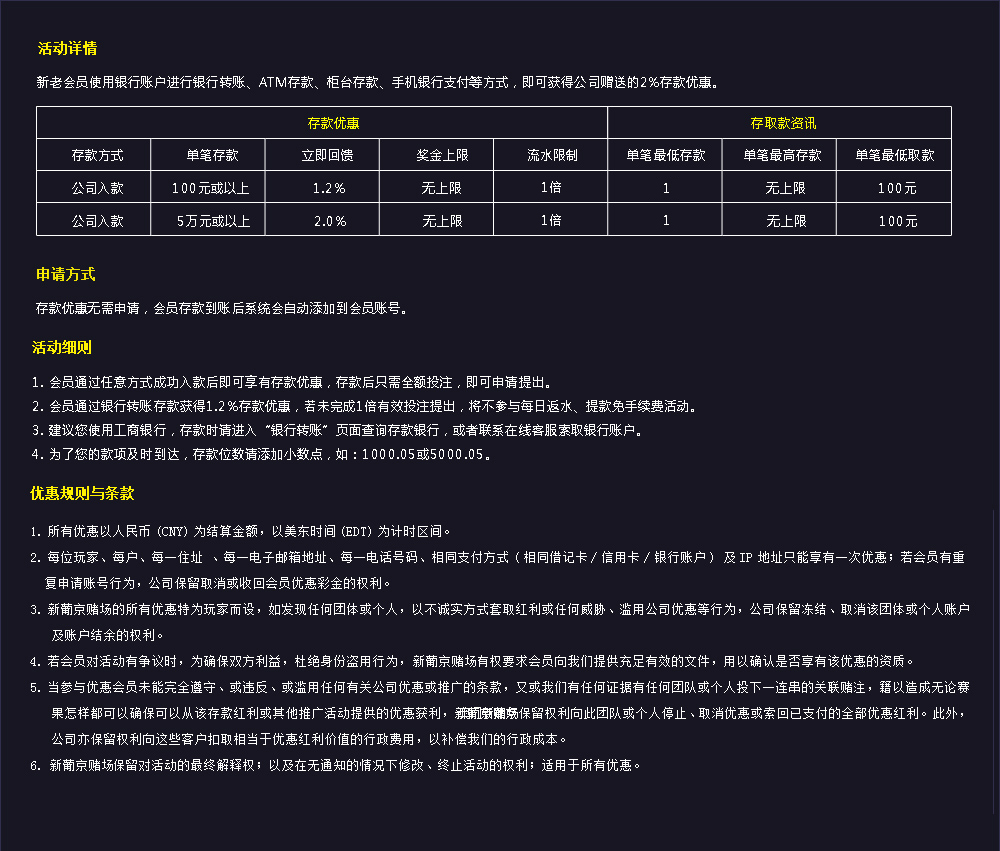 活动详情
新老会员使用银行账户进行银行转账、ATM存款、柜台存款、手机银行支付等方式，即可获得公司赠送的2%存款优惠。
存款优惠 存取款资讯
存款方式 单笔存款 立即回馈 奖金上限 流水限制 单笔最低存款 单笔最高存款 单笔最低取款
公司入款 100元或以上 1.2% 无上限 1倍 1 无上限 100元
公司入款 5万元或以上 2.0% 无上限 1倍 1 无上限 100元
申请方式
存款优惠无需申请，会员存款到账后系统会自动添加到会员账号。
活动细则
1. 会员通过任意方式成功入款后即可享有存款优惠，存款后只需全额投注，即可申请提出。
2. 会员通过银行转账存款获得1.2%存款优惠，若未完成1倍有效投注提出，将不参与每日返水、提款免手续费活动。
3. 建议您使用工商银行，存款时请进入“银行转账”页面查询存款银行，或者联系在线客服索取银行账户。
4. 为了您的款项及时到达，存款位数请添加小数点，如：1000.05或5000.05。
优惠规则与条款
1. 所有优惠以人民币 (CNY) 为结算金额，以美东时间 (EDT) 为计时区间。
2. 每位玩家、每户、每一住址 、每一电子邮箱地址、每一电话号码、相同支付方式（相同借记卡／信用卡／银行账户） 及 IP 地址只能享有一次优惠；若会员有重
复申请账号行为，公司保留取消或收回会员优惠彩金的权利。
3. 新葡京赌场的所有优惠特为玩家而设，如发现任何团体或个人，以不诚实方式套取红利或任何威胁、滥用公司优惠等行为，公司保留冻结、取消该团体或个人账户
及账户结余的权利。
4. 若会员对活动有争议时，为确保双方利益，杜绝身份盗用行为，新葡京赌场有权要求会员向我们提供充足有效的文件，用以确认是否享有该优惠的资质。
5. 当参与优惠会员未能完全遵守、或违反、或滥用任何有关公司优惠或推广的条款，又或我们有任何证据有任何团队或个人投下一连串的关联赌注，籍以造成无论赛
果怎样都可以确保可以从该存款红利或其他推广活动提供的优惠获利，新葡京赌场保留权利向此团队或个人停止、取消优惠或索回已支付的全部优惠红利。此外，
公司亦保留权利向这些客户扣取相当于优惠红利价值的行政费用，以补偿我们的行政成本。
6. 新葡京赌场保留对活动的最终解释权；以及在无通知的情况下修改、终止活动的权利；适用于所有优惠。